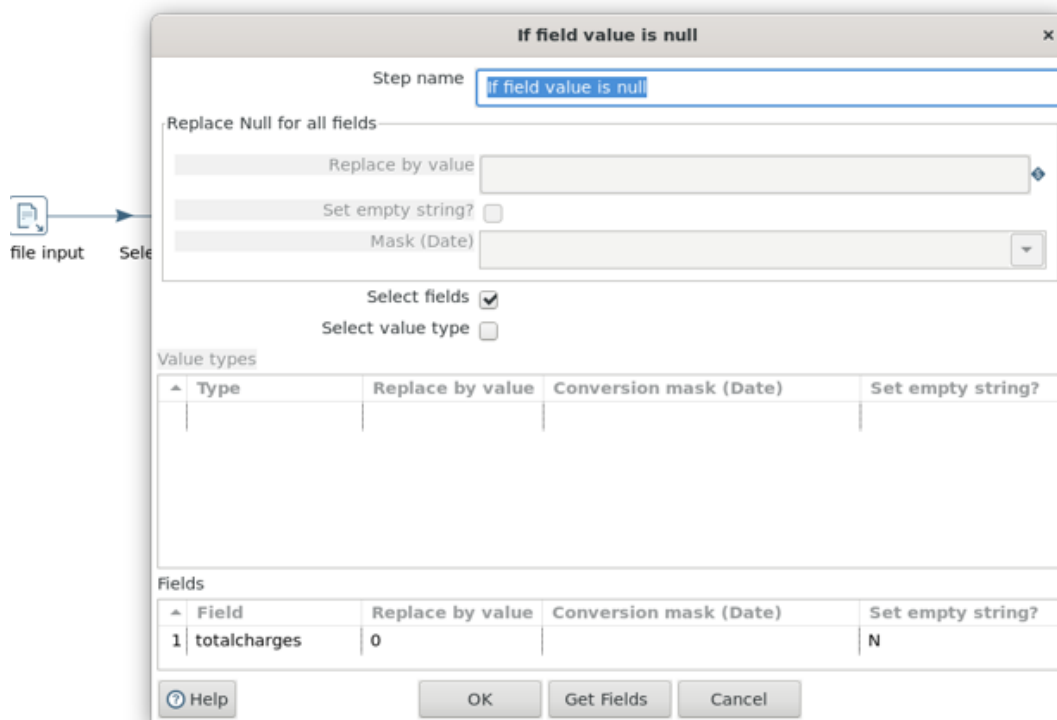 If field value is null ×
Step name If field value is null
Replace Null for all fields
Replace by value
Set empty string?
Mask (Date)
file input Sele
Select fields
Select value type
Value types
Type Replace by value Conversion mask (Date) Set empty string?
Fields
Field Replace by value Conversion mask (Date) Set empty string?
1 totalcharges 0 N
Help OK Get Fields Cancel